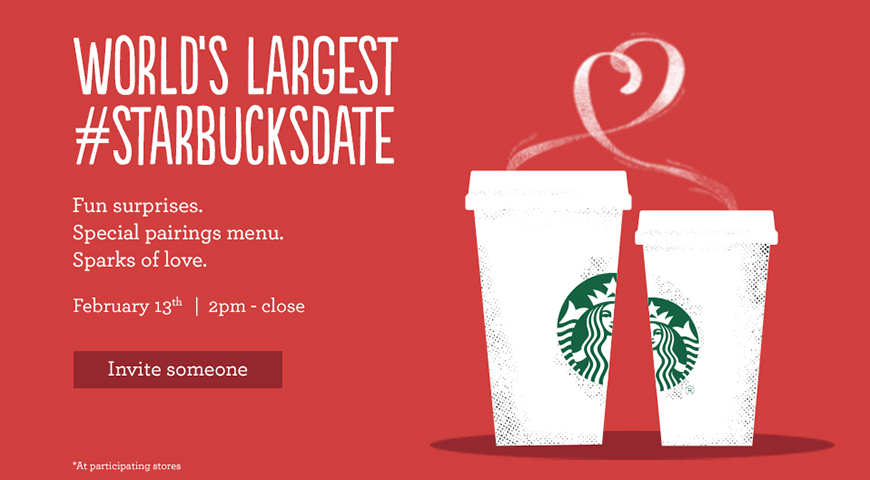 WORLD'S LARGEST
#STARBUCKSDATE
Fun surprises.
Special pairings menu.
Sparks of love.
February 13th | 2pm - close
Invite someone
*At participating stores
®